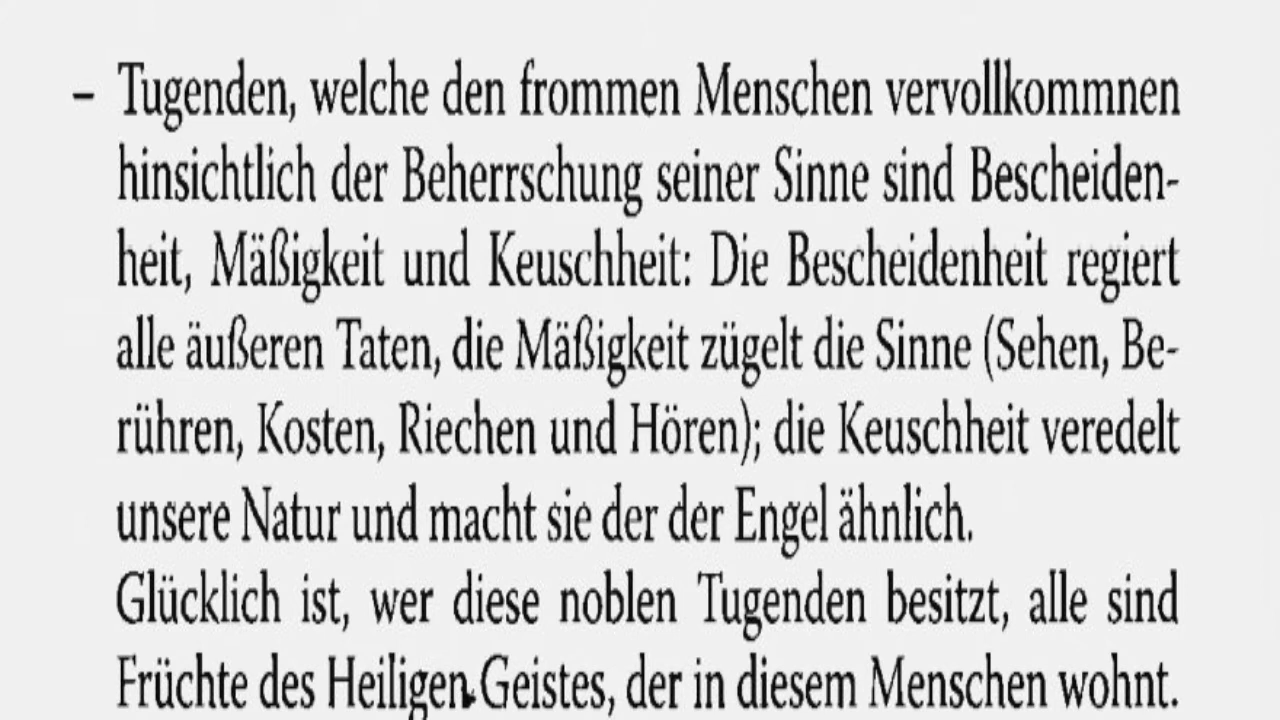 – Tugenden, welche den frommen Menschen vervollkommnen
hinsichtlich der Beherrschung seiner Sinne sind Bescheiden-
heit, Mäßigkeit und Keuschheit: Die Bescheidenheit regiert
alle äußeren Taten, die Mäßigkeit zügelt die Sinne (Sehen, Be-
rühren, Kosten, Riechen und Hören); die Keuschheit veredelt
unsere Natur und macht sie der der Engel ähnlich.
Glücklich ist, wer diese noblen Tugenden besitzt, alle sind
Früchte des Heiligen Geistes, der in diesem Menschen wohnt.